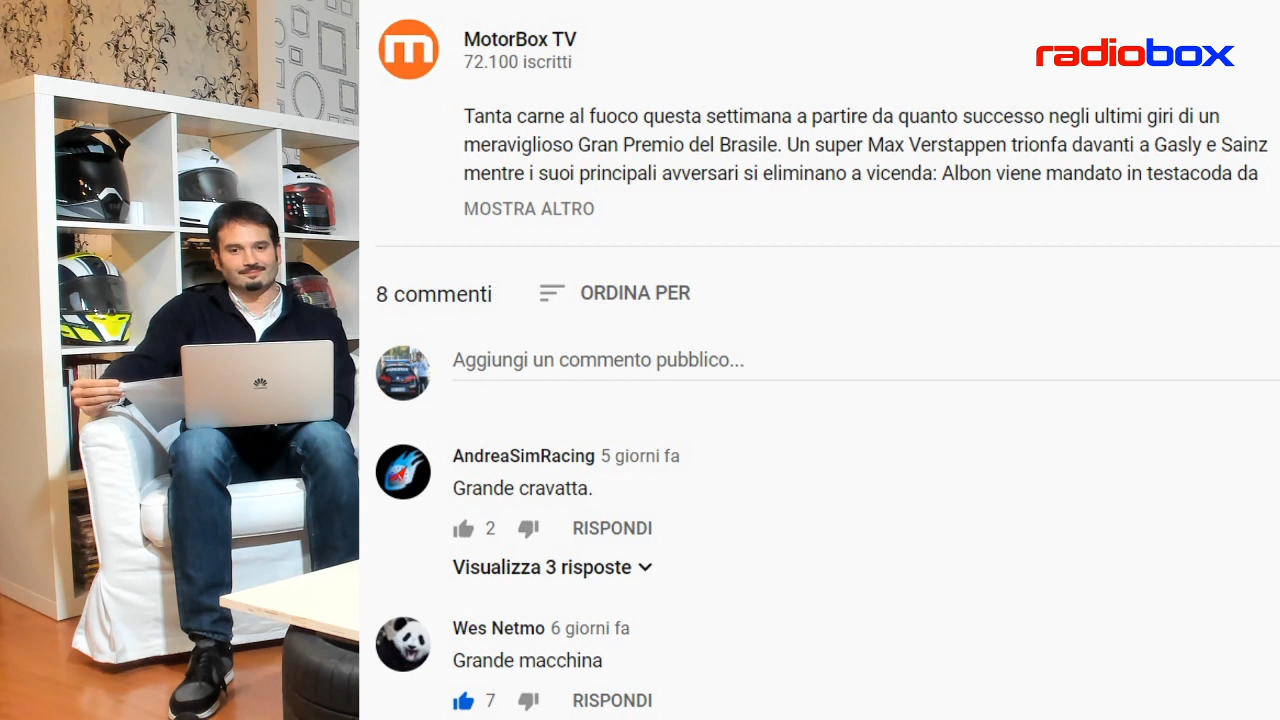 MotorBox TV
72.100 iscritti
radiobox
Tanta carne al fuoco questa settimana a partire da quanto successo negli ultimi giri di un
meraviglioso Gran Premio del Brasile. Un super Max Verstappen trionfa davanti a Gasly e Sainz
mentre i suoi principali avversari si eliminano a vicenda: Albon viene mandato in testacoda da
MOSTRA ALTRO
8 commenti
ORDINA PER
Aggiungi un commento pubblico...
AndreaSimRacing 5 giorni fa
Grande cravatta.
2 RISPONDI
Visualizza 3 risposte
Wes Netmo 6 giorni fa
Grande macchina
7 RISPONDI